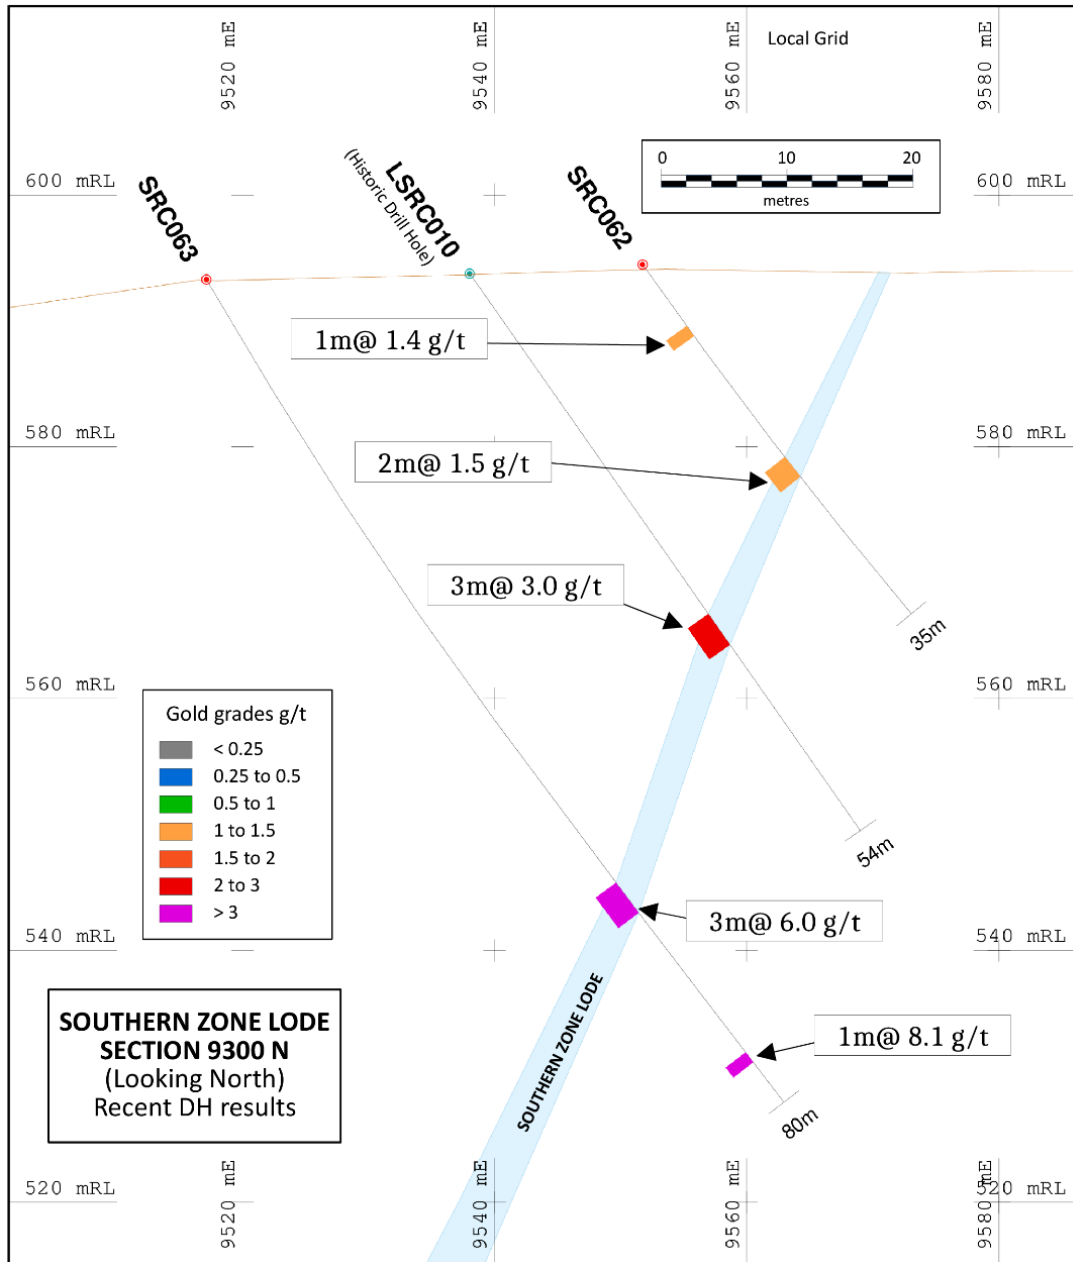 9520 mE
9540 mE
9560 mE
9580 mE
Local Grid
0 10 20
metres
600 mRL
600 mRL
SRC063
LSRC010
(Historic Drill Hole)
SRC062
1m@ 1.4 g/t
580 mRL
580 mRL
2m@ 1.5 g/t
3m@ 3.0 g/t
35m
560 mRL
560 mRL
Gold grades g/t
< 0.25
0.25 to 0.5
0.5 to 1
1 to 1.5
1.5 to 2
2 to 3
> 3
54m
3m@ 6.0 g/t
540 mRL
540 mRL
SOUTHERN ZONE LODE
SECTION 9300 N
(Looking North)
Recent DH results
SOUTHERN ZONE LODE
1m@ 8.1 g/t
80m
520 mRL
520 mRL
9520 mE
9540 mE
9560 mE
9580 mE